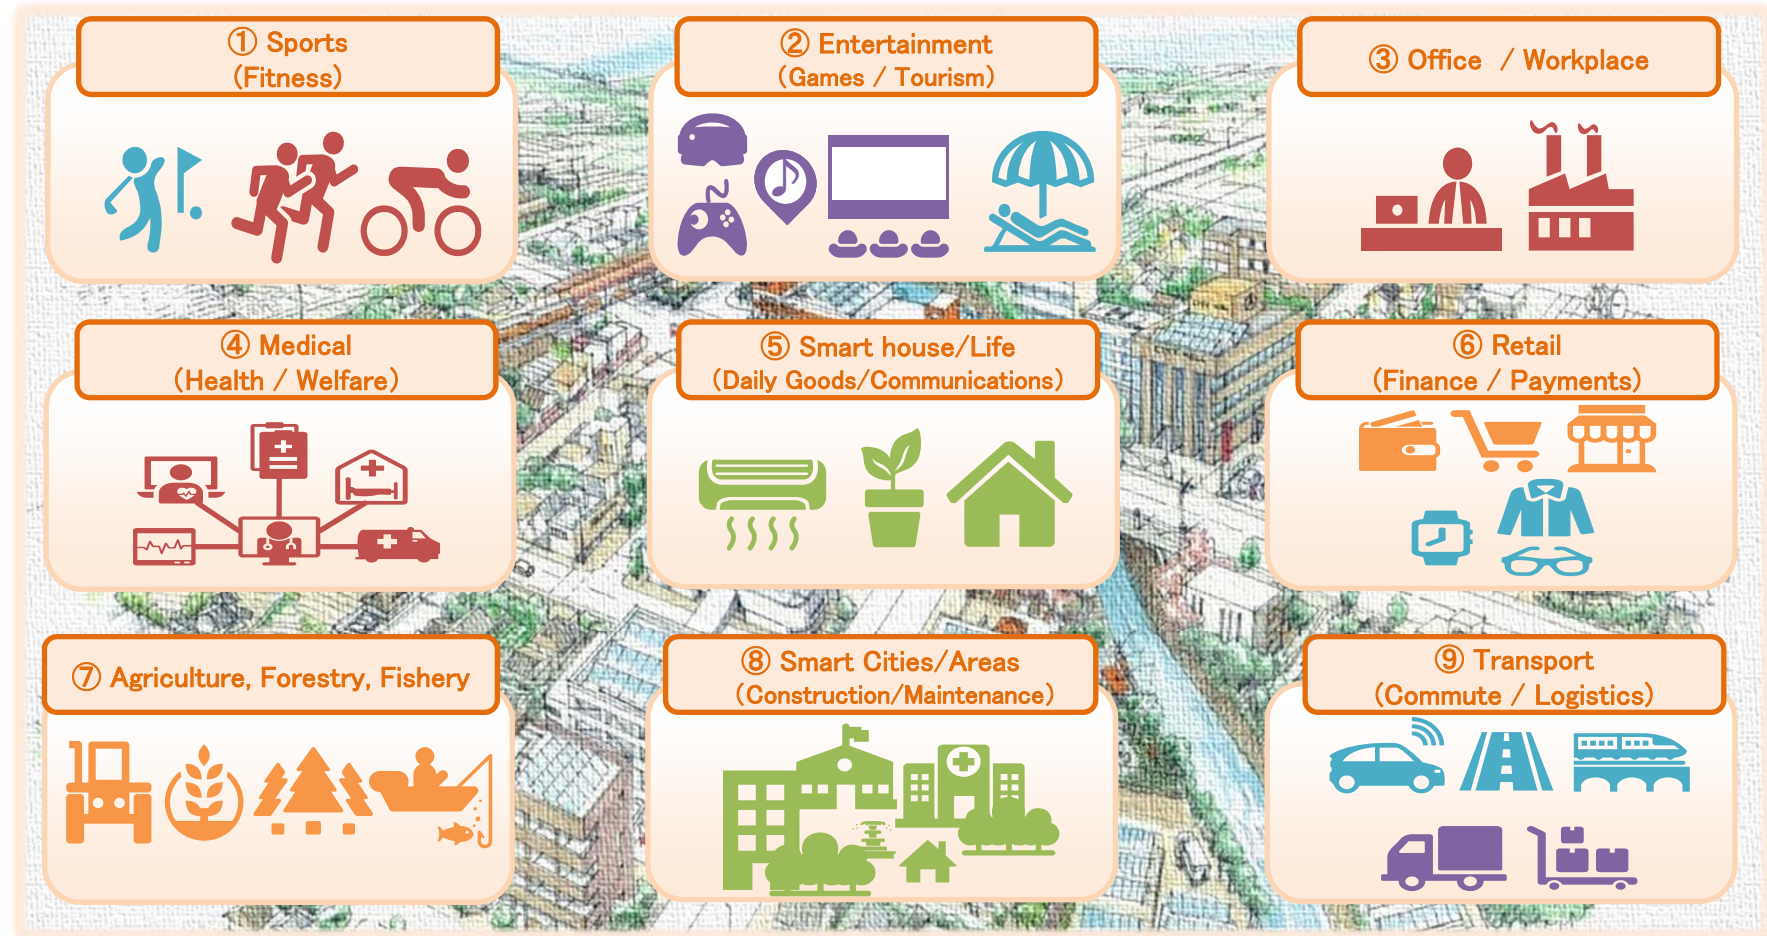 ① Sports
(Fitness)
② Entertainment
(Games / Tourism)
③ Office / Workplace
④ Medical
(Health / Welfare)
⑤ Smart house/Life
(Daily Goods/Communications)
⑥ Retail
(Finance / Payments)
⑦ Agriculture, Forestry, Fishery
⑧ Smart Cities/Areas
(Construction/Maintenance)
⑨ Transport
(Commute / Logistics)